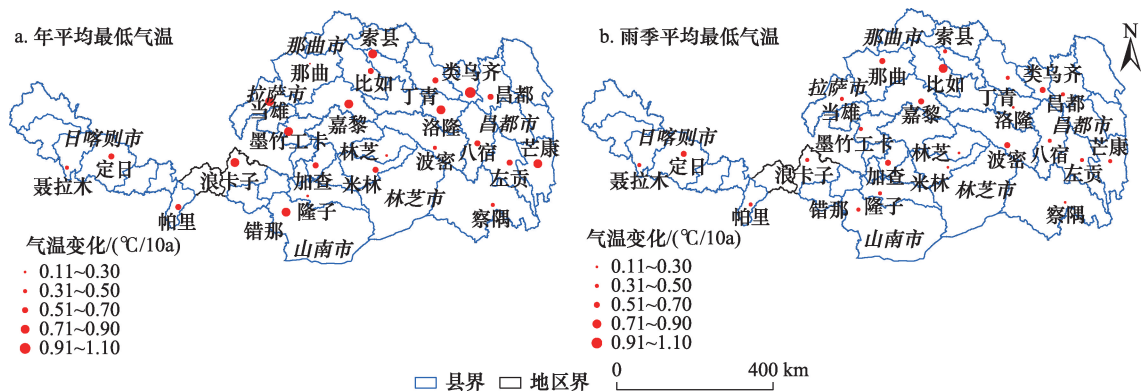 a. 年平均最低气温
索县
那曲市
那曲
比如
类乌齐
丁青
昌都
拉萨市
当雄
嘉黎
洛隆
昌都市
墨竹工卡
日喀则市
定日
林芝
波密
八宿
芒康
聂拉木
浪卡子
加查
米林
左贡
帕里
隆子
林芝市
察隅
错那
山南市
气温变化/(℃/10a)
0.11~0.30
0.31~0.50
0.51~0.70
0.71~0.90
0.91~1.10
b. 雨季平均最低气温
N
索县
那曲市
那曲
比如
类乌齐
丁青
昌都
拉萨市
当雄
嘉黎
洛隆
昌都市
墨竹工卡
日喀则市
定日
林芝
波密
八宿
芒康
聂拉木
浪卡子
加查
米林
左贡
帕里
隆子
林芝市
察隅
错那
山南市
气温变化/(℃/10a)
0.11~0.30
0.31~0.50
0.51~0.70
0.71~0.90
0.91~1.10
0 400 km
县界 地区界